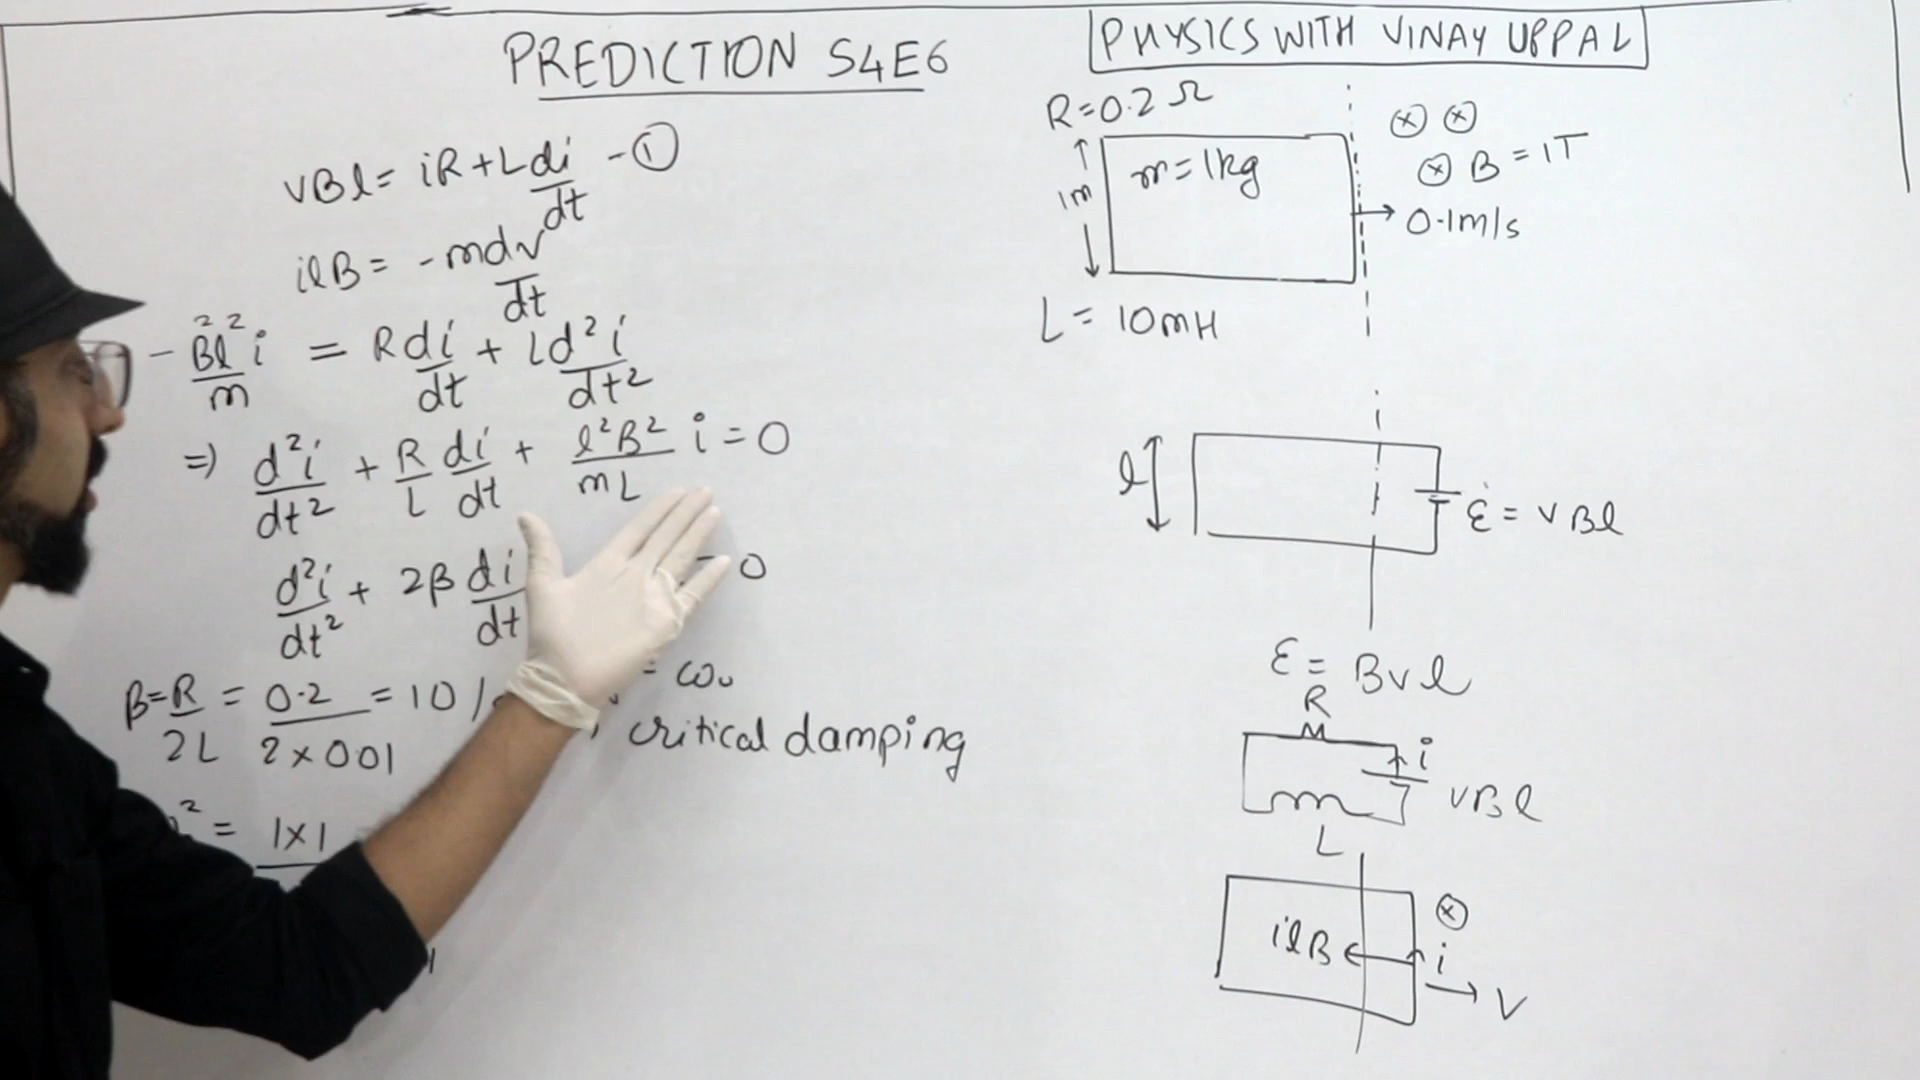 PREDICTION S4E6
PHYSICS WITH VINAY UPPAL
vBl = iR + L di/dt - ①
ilB = -m dv/dt
- B²l²/m i = R di/dt + L d²i/dt²
⇒ d²i/dt² + R/L di/dt + l²B²/mL i = 0
d²i/dt² + 2β di/dt = 0
β = R/2L = 0.2/2×0.01 = 10 /
= ω₀
critical damping
² = 1×1
R = 0.2 Ω
m = 1kg
1m
⊗ ⊗
⊗ B = 1T
→ 0.1m/s
L = 10mH
l
ε = vBl
ε = Bvl
R
i
vBl
L
ilB
⊗
i
→ v